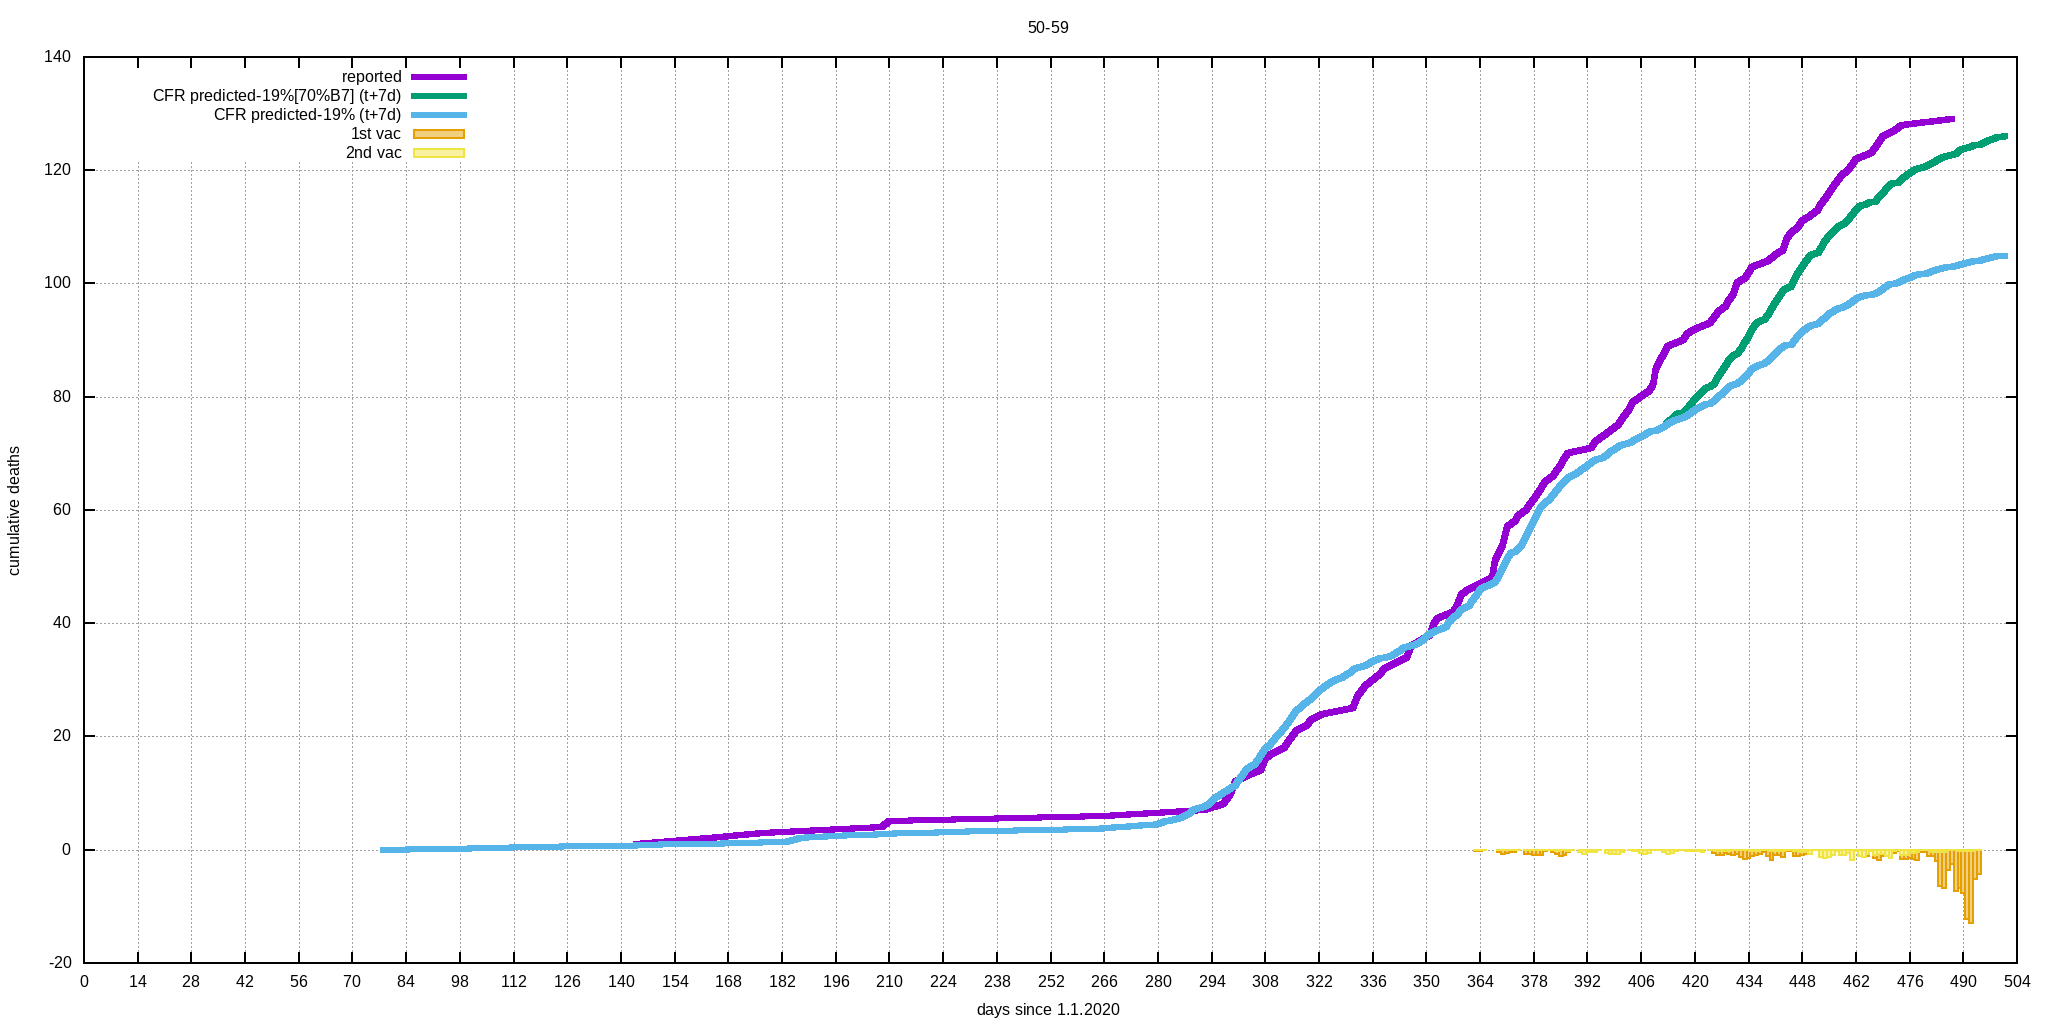 50-59
140
120
100
80
60
40
20
0
-20
reported
CFR predicted-19%[70%B7] (t+7d)
CFR predicted-19% (t+7d)
1st vac
2nd vac
cumulative deaths
0 14 28 42 56 70 84 98 112 126 140 154 168 182 196 210 224 238 252 266 280 294 308 322 336 350 364 378 392 406 420 434 448 462 476 490 504
days since 1.1.2020